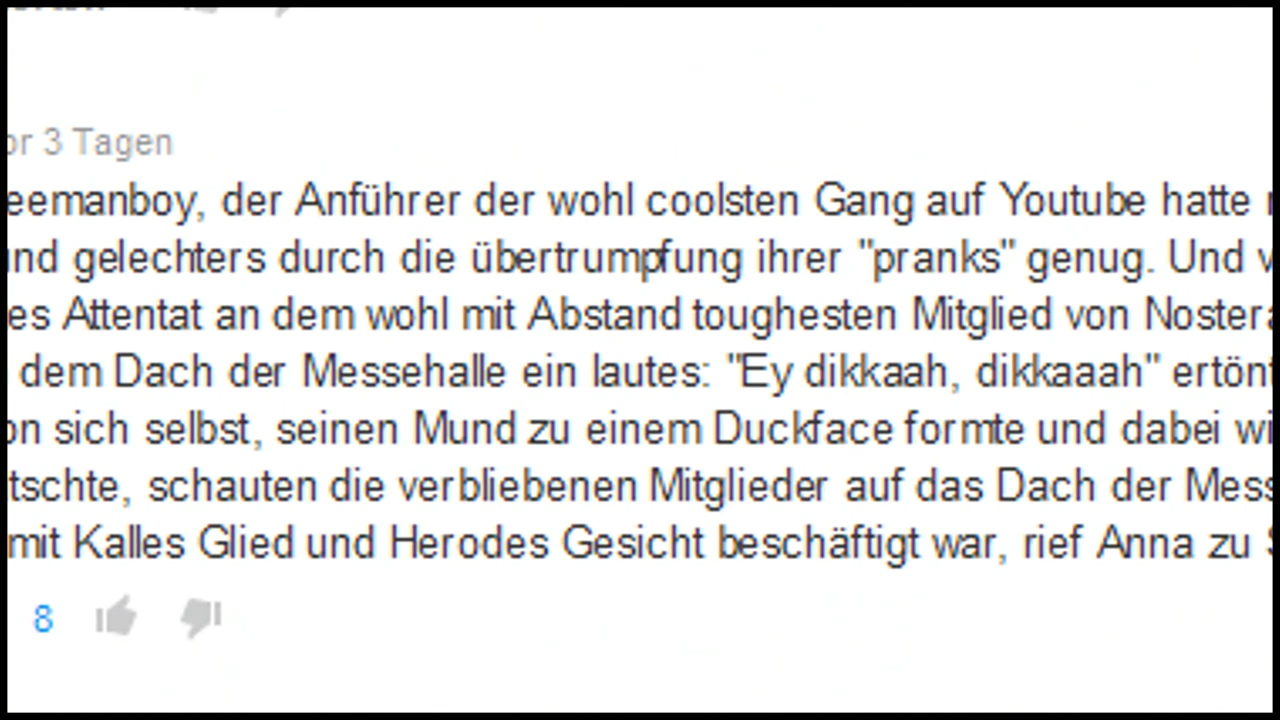 or 3 Tagen
eemanboy, der Anführer der wohl coolsten Gang auf Youtube hatte
und gelechters durch die übertrumpfung ihrer "pranks" genug. Und
es Attentat an dem wohl mit Abstand toughesten Mitglied von Nostera
dem Dach der Messehalle ein lautes: "Ey dikkaah, dikkaaah" ertönt
on sich selbst, seinen Mund zu einem Duckface formte und dabei wi
tschte, schauten die verbliebenen Mitglieder auf das Dach der Mess
mit Kalles Glied und Herodes Gesicht beschäftigt war, rief Anna zu
8